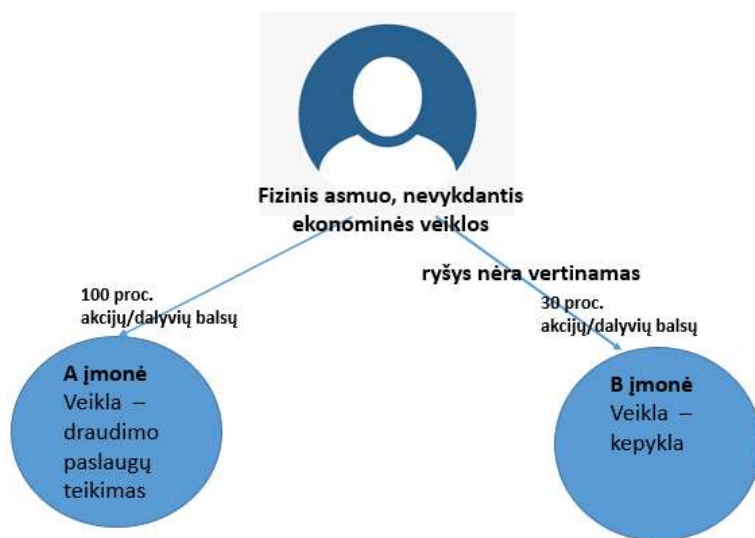 Fizinis asmuo, nevykdantis
ekonominės veiklos
ryšys nėra vertinamas
100 proc.
akcijų/dalyvių balsų
30 proc.
akcijų/dalyvių balsų
A įmonė
Veikla –
draudimo
paslaugų
teikimas
B įmonė
Veikla –
kepykla